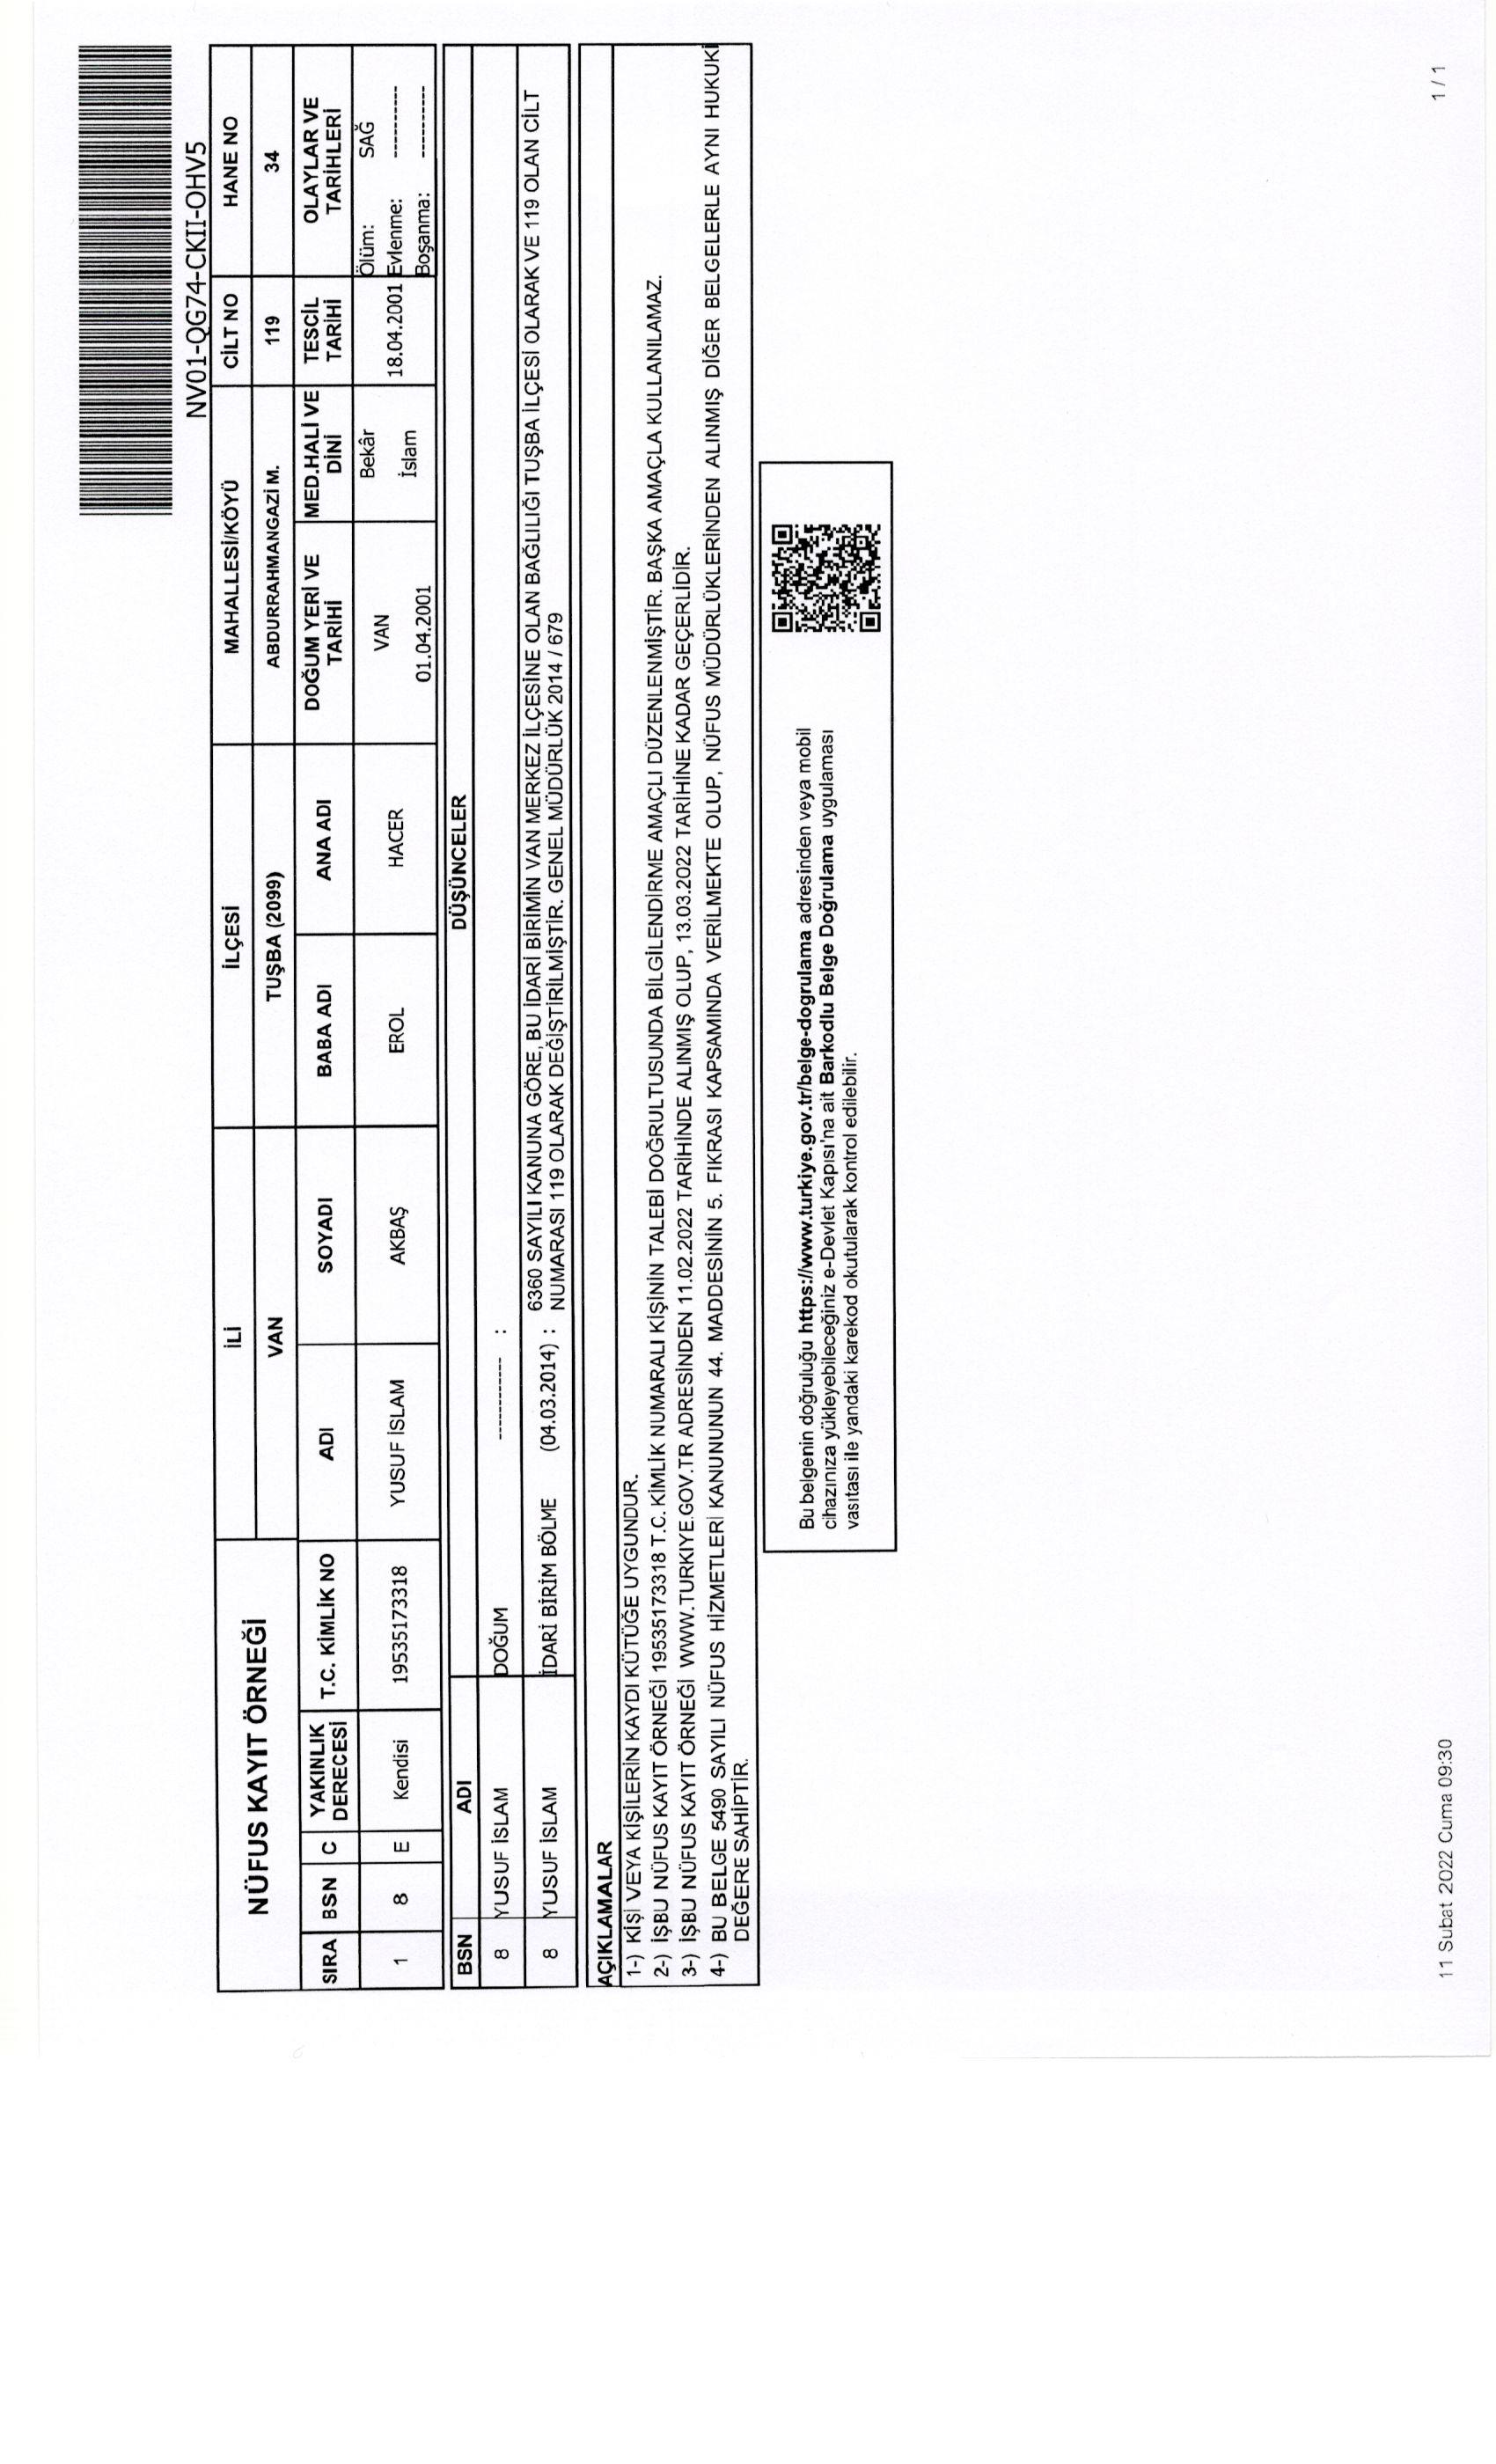 NV01-QG74-CKII-OHV5
NÜFUS KAYIT ÖRNEĞİ
İLİ
İLÇESİ
MAHALLESİ/KÖYÜ
CİLT NO
HANE NO
VAN
TUŞBA (2099)
ABDURRAHMANGAZİ M.
119
34
SIRA
BSN
C
YAKINLIK
DERECESİ
T.C. KİMLİK NO
ADI
SOYADI
BABA ADI
ANA ADI
DOĞUM YERİ VE
TARİHİ
MED.HALİ VE
DİNİ
TESCİL
TARİHİ
OLAYLAR VE
TARİHLERİ
1
8
E
Kendisi
19535173318
YUSUF İSLAM
AKBAŞ
EROL
HACER
VAN
01.04.2001
Bekâr
İslam
18.04.2001
Ölüm: SAĞ
Evlenme: ----------
Boşanma: ----------
BSN ADI DÜŞÜNCELER
8 YUSUF İSLAM DOĞUM ------------ :
8 YUSUF İSLAM İDARİ BİRİM BÖLME (04.03.2014) :
6360 SAYILI KANUNA GÖRE, BU İDARİ BİRİMİN VAN MERKEZ İLÇESİNE OLAN BAĞLILIĞI TUŞBA İLÇESİ OLARAK VE 119 OLAN CİLT
NUMARASI 119 OLARAK DEĞİŞTİRİLMİŞTİR. GENEL MÜDÜRLÜK 2014 / 679
AÇIKLAMALAR
1-) KİŞİ VEYA KİŞİLERİN KAYDI KÜTÜĞE UYGUNDUR.
2-) İŞBU NÜFUS KAYIT ÖRNEĞİ 19535173318 T.C. KİMLİK NUMARALI KİŞİNİN TALEBİ DOĞRULTUSUNDA BİLGİLENDİRME AMAÇLI DÜZENLENMİŞTİR. BAŞKA AMAÇLA KULLANILAMAZ.
3-) İŞBU NÜFUS KAYIT ÖRNEĞİ WWW.TURKIYE.GOV.TR ADRESİNDEN 11.02.2022 TARİHİNDE ALINMIŞ OLUP, 13.03.2022 TARİHİNE KADAR GEÇERLİDİR.
4-) BU BELGE 5490 SAYILI NÜFUS HİZMETLERİ KANUNUNUN 44. MADDESİNİN 5. FIKRASI KAPSAMINDA VERİLMEKTE OLUP, NÜFUS MÜDÜRLÜKLERİNDEN ALINMIŞ DİĞER BELGELERLE AYNI HUKUKİ
DEĞERE SAHİPTİR.
Bu belgenin doğruluğu https://www.turkiye.gov.tr/belge-dogrulama adresinden veya mobil
cihazınıza yükleyebileceğiniz e-Devlet Kapısı'na ait Barkodlu Belge Doğrulama uygulaması
vasıtası ile yandaki karekod okutularak kontrol edilebilir.
11 Subat 2022 Cuma 09:30
1 / 1